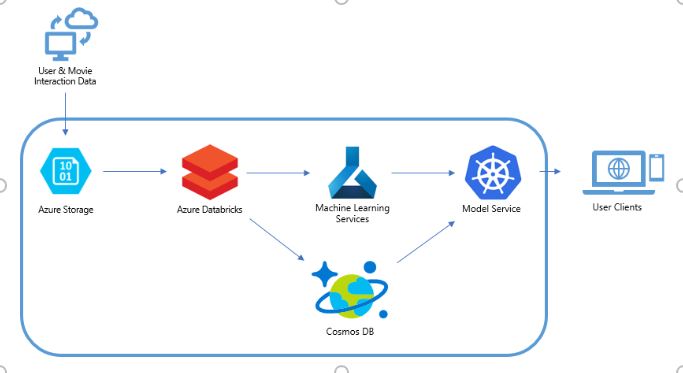 User & Movie
Interaction Data
10
01
Azure Storage
Azure Databricks
Machine Learning
Services
Model Service
User Clients
Cosmos DB